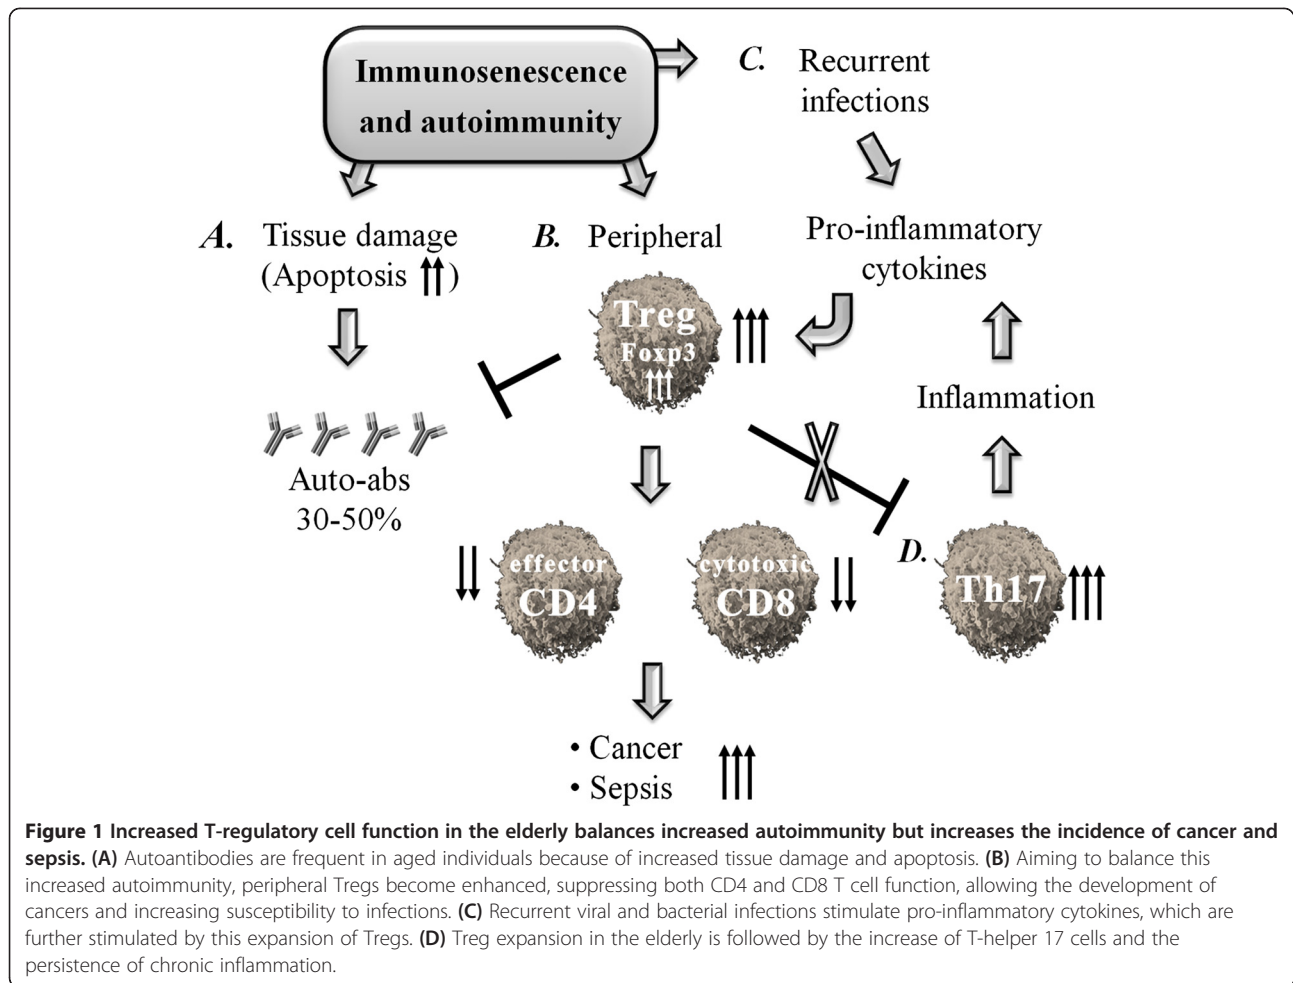 Immunosenescence
and autoimmunity
C. Recurrent
infections
A. Tissue damage
(Apoptosis ⇈)
B. Peripheral
Pro-inflammatory
cytokines
Treg
Foxp3
Inflammation
Auto-abs
30-50%
effector
CD4
cytotoxic
CD8
D.
Th17
• Cancer
• Sepsis
Figure 1 Increased T-regulatory cell function in the elderly balances increased autoimmunity but increases the incidence of cancer and
sepsis. (A) Autoantibodies are frequent in aged individuals because of increased tissue damage and apoptosis. (B) Aiming to balance this
increased autoimmunity, peripheral Tregs become enhanced, suppressing both CD4 and CD8 T cell function, allowing the development of
cancers and increasing susceptibility to infections. (C) Recurrent viral and bacterial infections stimulate pro-inflammatory cytokines, which are
further stimulated by this expansion of Tregs. (D) Treg expansion in the elderly is followed by the increase of T-helper 17 cells and the
persistence of chronic inflammation.